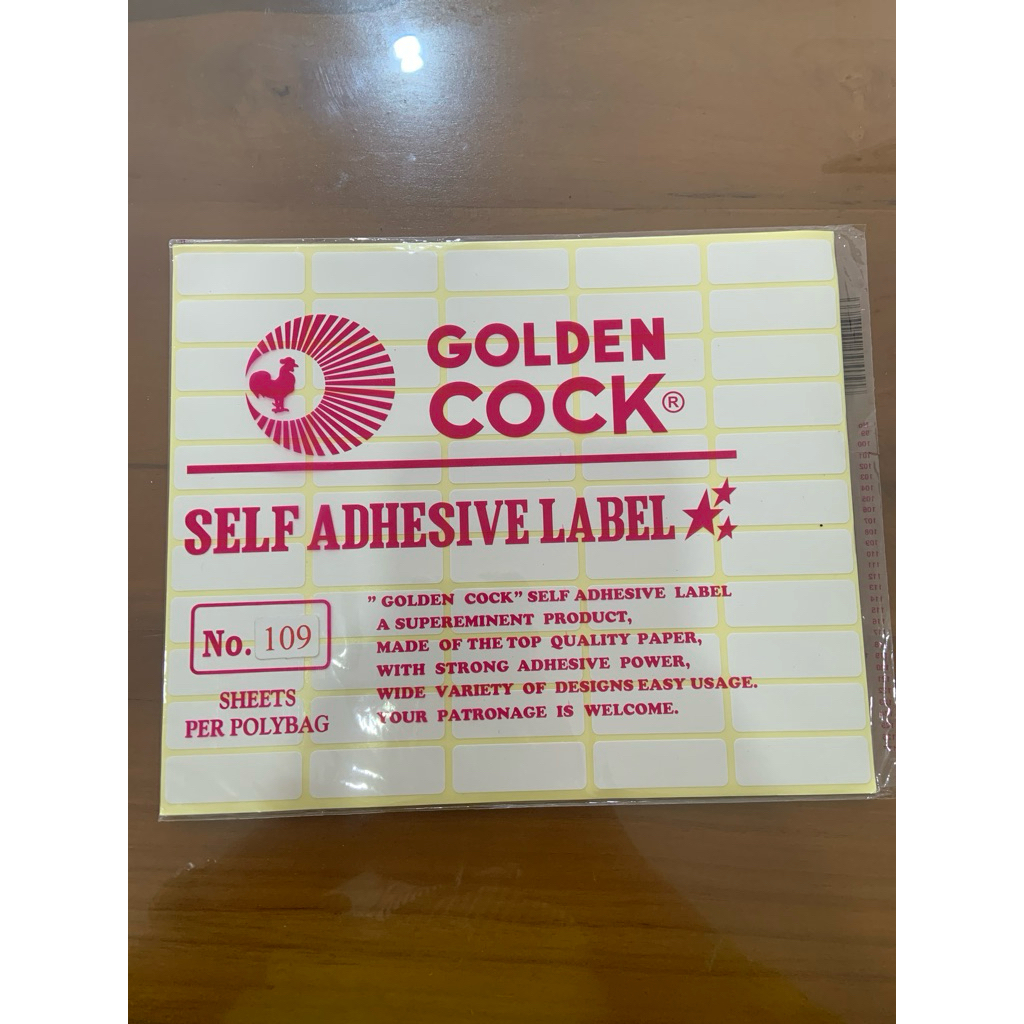 GOLDEN
COCK®
SELF ADHESIVE LABEL
No. 109
SHEETS
PER POLYBAG
" GOLDEN COCK" SELF ADHESIVE LABEL
A SUPEREMINENT PRODUCT,
MADE OF THE TOP QUALITY PAPER,
WITH STRONG ADHESIVE POWER,
WIDE VARIETY OF DESIGNS EASY USAGE.
YOUR PATRONAGE IS WELCOME.